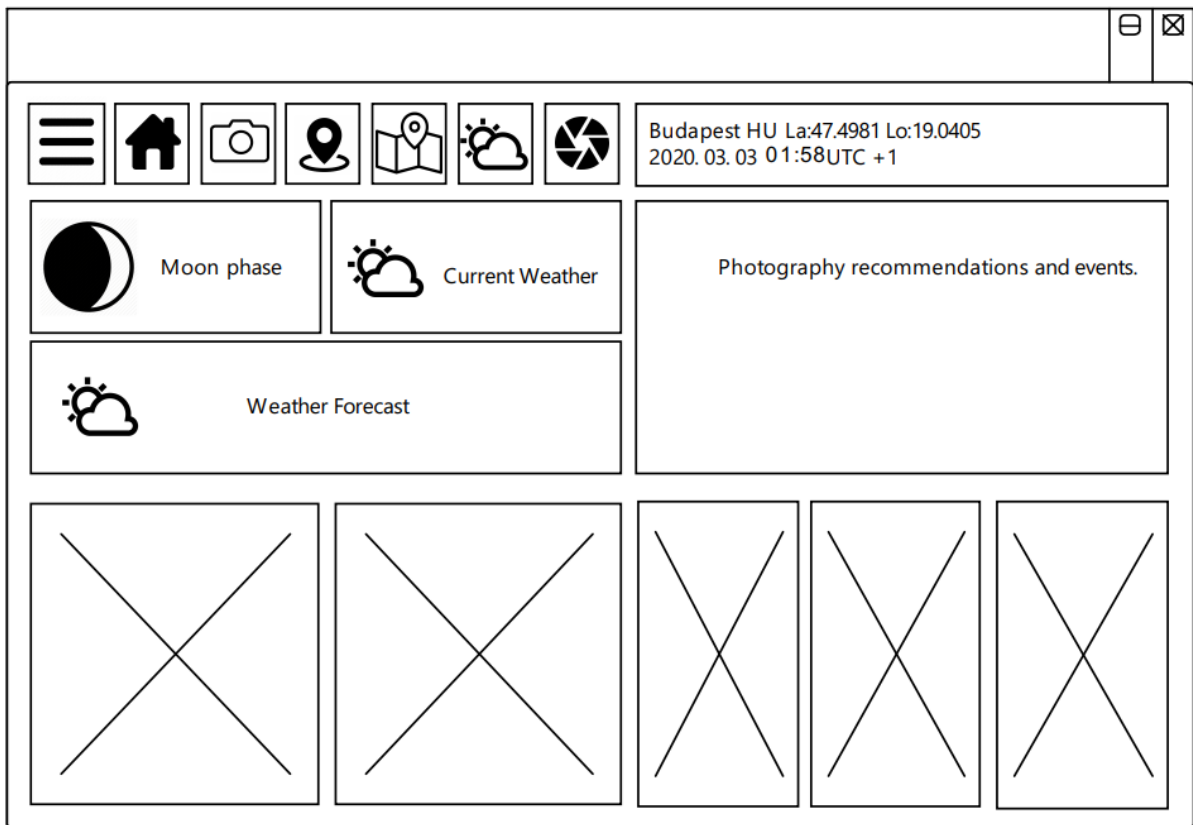 Budapest HU La:47.4981 Lo:19.0405
2020. 03. 03 01:58UTC +1
Moon phase
Current Weather
Photography recommendations and events.
Weather Forecast